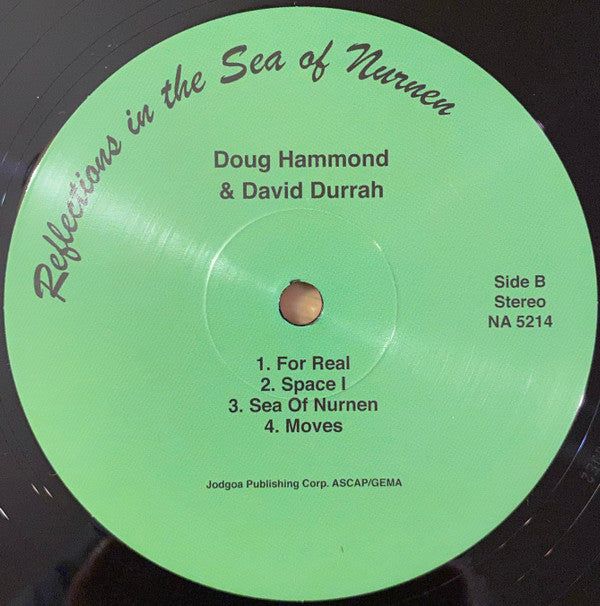 Reflections in the Sea of Nurnen
Doug Hammond
& David Durrah
Side B
Stereo
NA 5214
1. For Real
2. Space I
3. Sea Of Nurnen
4. Moves
Jodgoa Publishing Corp. ASCAP/GEMA